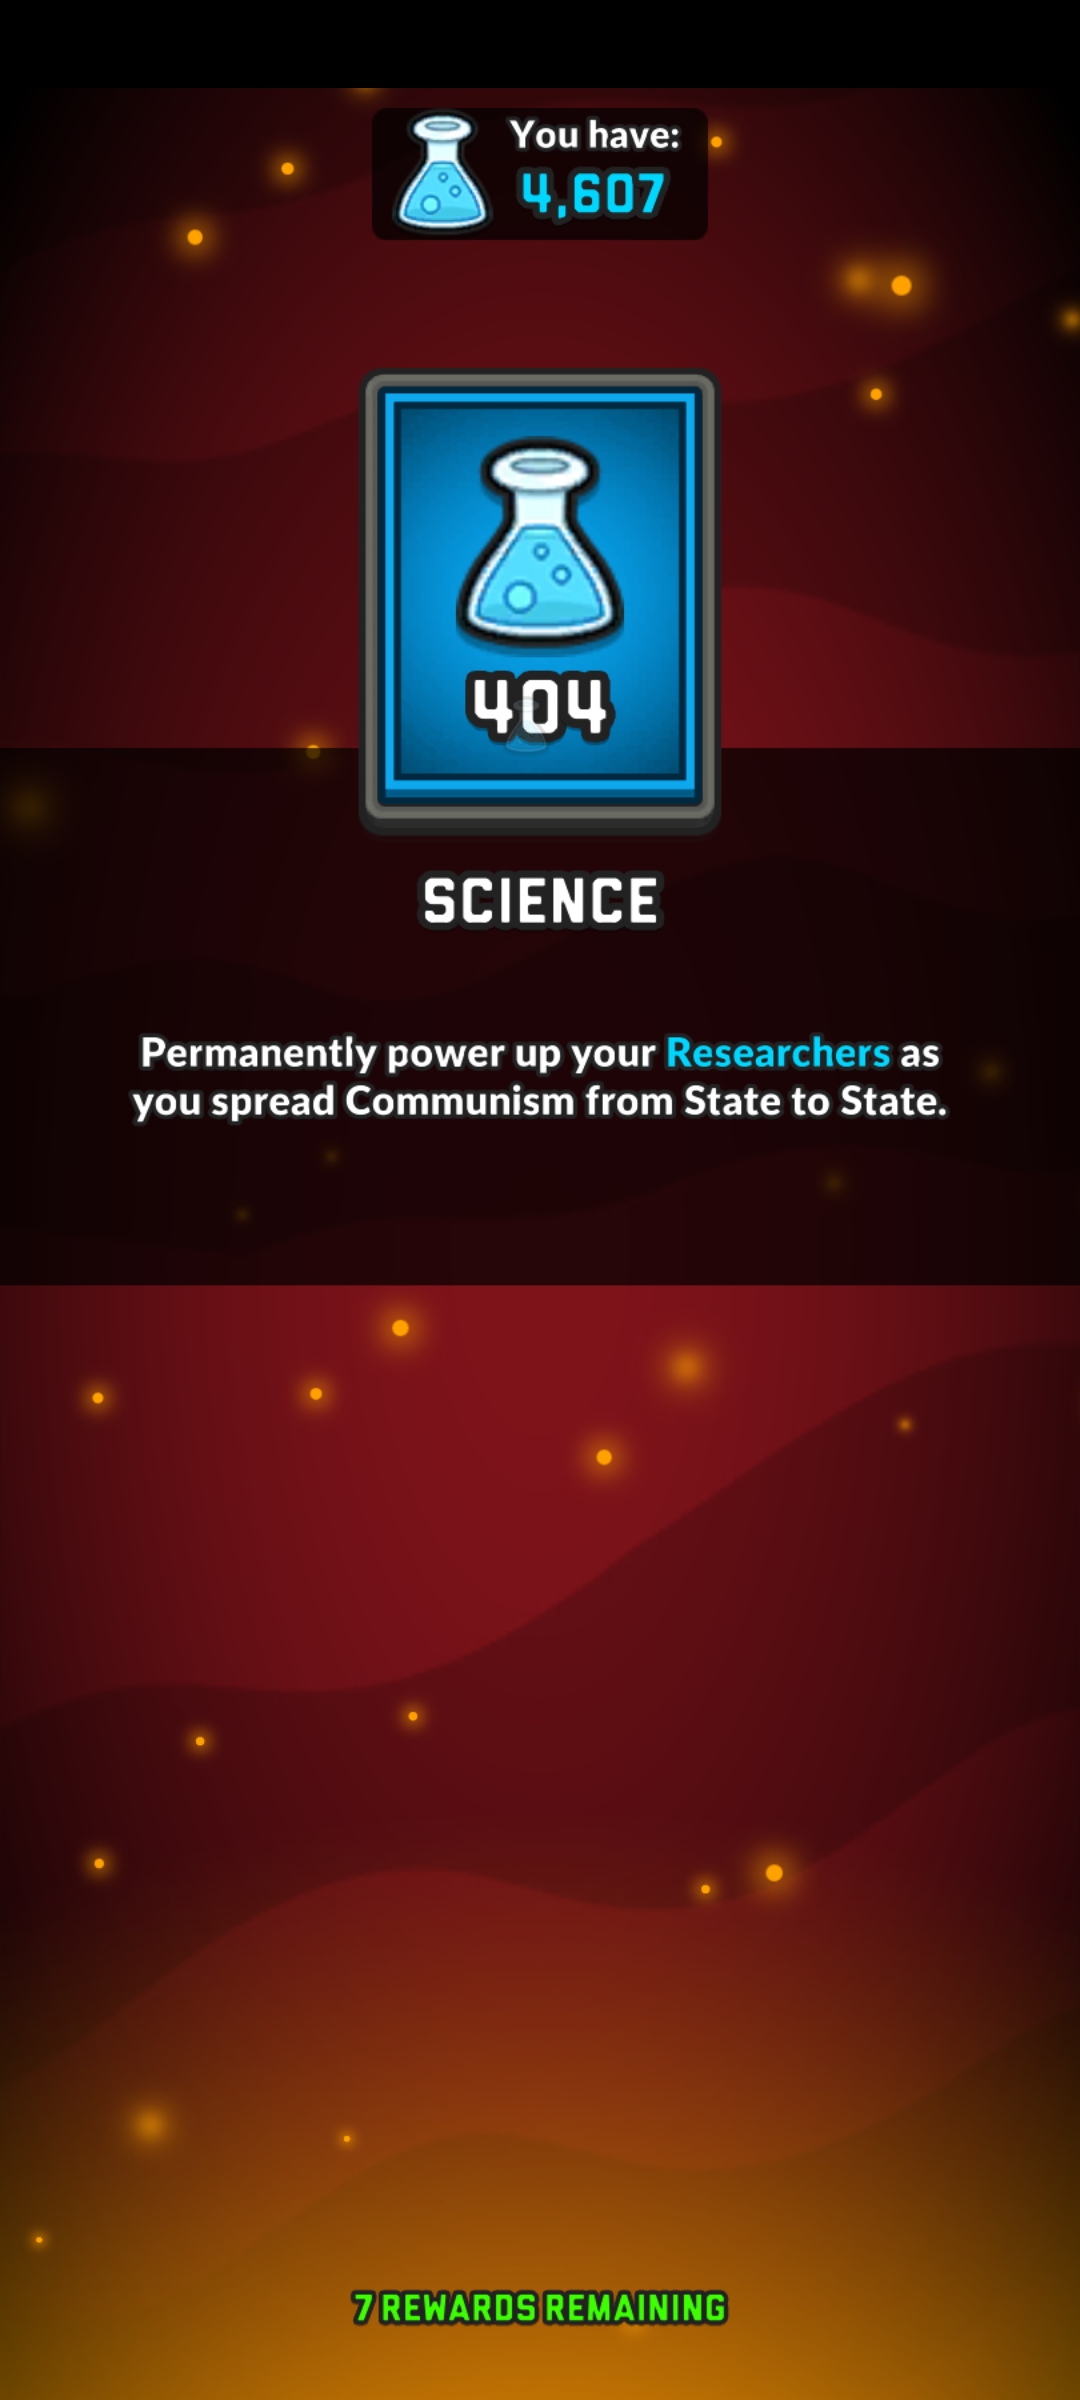 You have:
4,607
404
SCIENCE
Permanently power up your Researchers as
you spread Communism from State to State.
7 REWARDS REMAINING